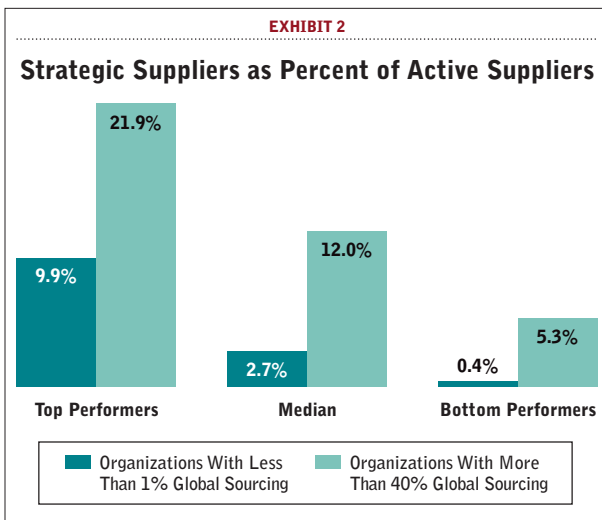 EXHIBIT 2
Strategic Suppliers as Percent of Active Suppliers
21.9%
9.9%
12.0%
2.7%
5.3%
0.4%
Top Performers
Median
Bottom Performers
Organizations With Less
Than 1% Global Sourcing
Organizations With More
Than 40% Global Sourcing